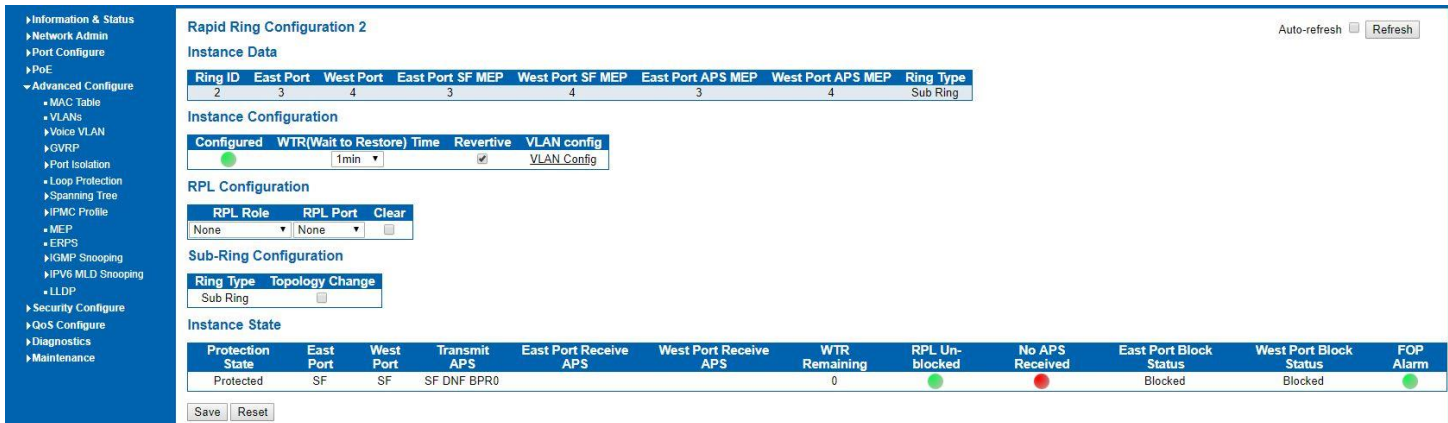 Information & Status
Network Admin
Port Configure
PoE
Advanced Configure
MAC Table
VLANs
Voice VLAN
GVRP
Port Isolation
Loop Protection
Spanning Tree
IPMC Profile
MEP
ERPS
IGMP Snooping
IPV6 MLD Snooping
LLDP
Security Configure
QoS Configure
Diagnostics
Maintenance
Rapid Ring Configuration 2
Auto-refresh Refresh
Instance Data
Ring ID East Port West Port East Port SF MEP West Port SF MEP East Port APS MEP West Port APS MEP Ring Type
2 3 4 3 4 3 4 Sub Ring
Instance Configuration
Configured WTR(Wait to Restore) Time Revertive VLAN config
1min VLAN Config
RPL Configuration
RPL Role RPL Port Clear
None None
Sub-Ring Configuration
Ring Type Topology Change
Sub Ring
Instance State
Protection East West Transmit East Port Receive West Port Receive WTR RPL Un- No APS East Port Block West Port Block FOP
State Port Port APS APS APS Remaining blocked Received Status Status Alarm
Protected SF SF SF DNF BPR0 0 Blocked Blocked
Save Reset